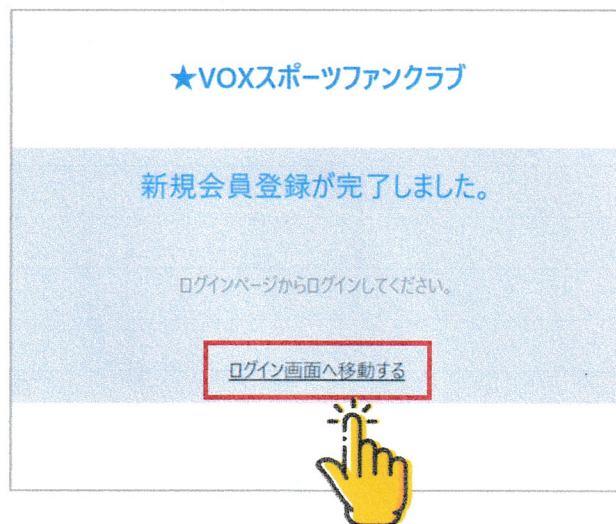 ★VOXスポーツファンクラブ
新規会員登録が完了しました。
ログインページからログインしてください。
ログイン画面へ移動する